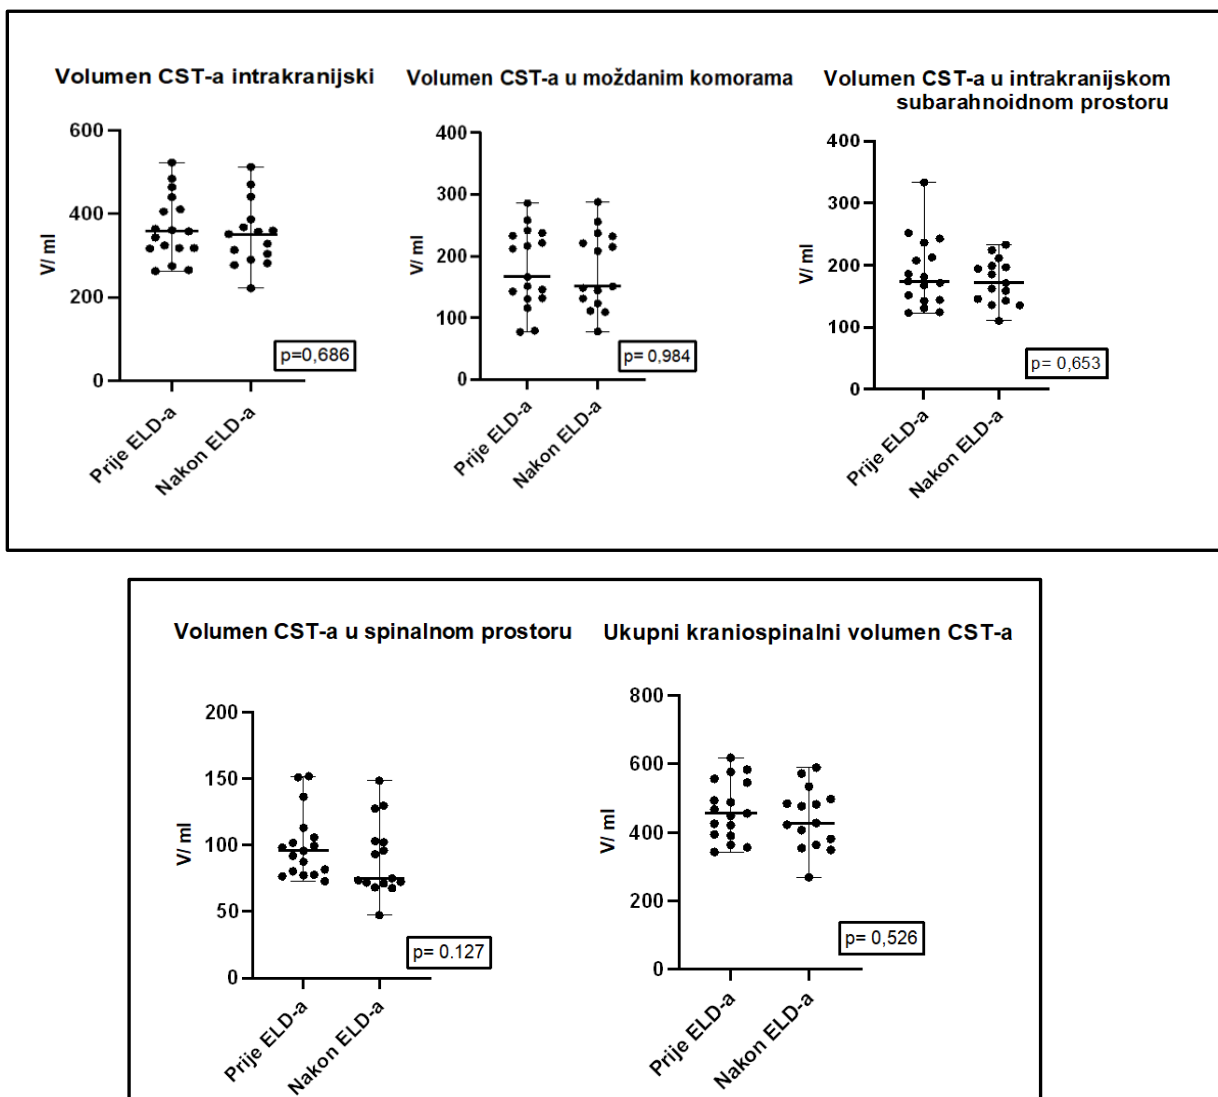 Volumen CST-a intrakranijski
600
400
200
0
V/ ml
p=0,686
Prije ELD-a
Nakon ELD-a
Volumen CST-a u moždanim komorama
400
300
200
100
0
V/ ml
p= 0,984
Prije ELD-a
Nakon ELD-a
Volumen CST-a u intrakranijskom
subarahnoidnom prostoru
400
300
200
100
0
V/ ml
p= 0,653
Prije ELD-a
Nakon ELD-a
Volumen CST-a u spinalnom prostoru
200
150
100
50
0
V/ ml
p= 0.127
Prije ELD-a
Nakon ELD-a
Ukupni kraniospinalni volumen CST-a
800
600
400
200
0
V/ ml
p= 0,526
Prije ELD-a
Nakon ELD-a